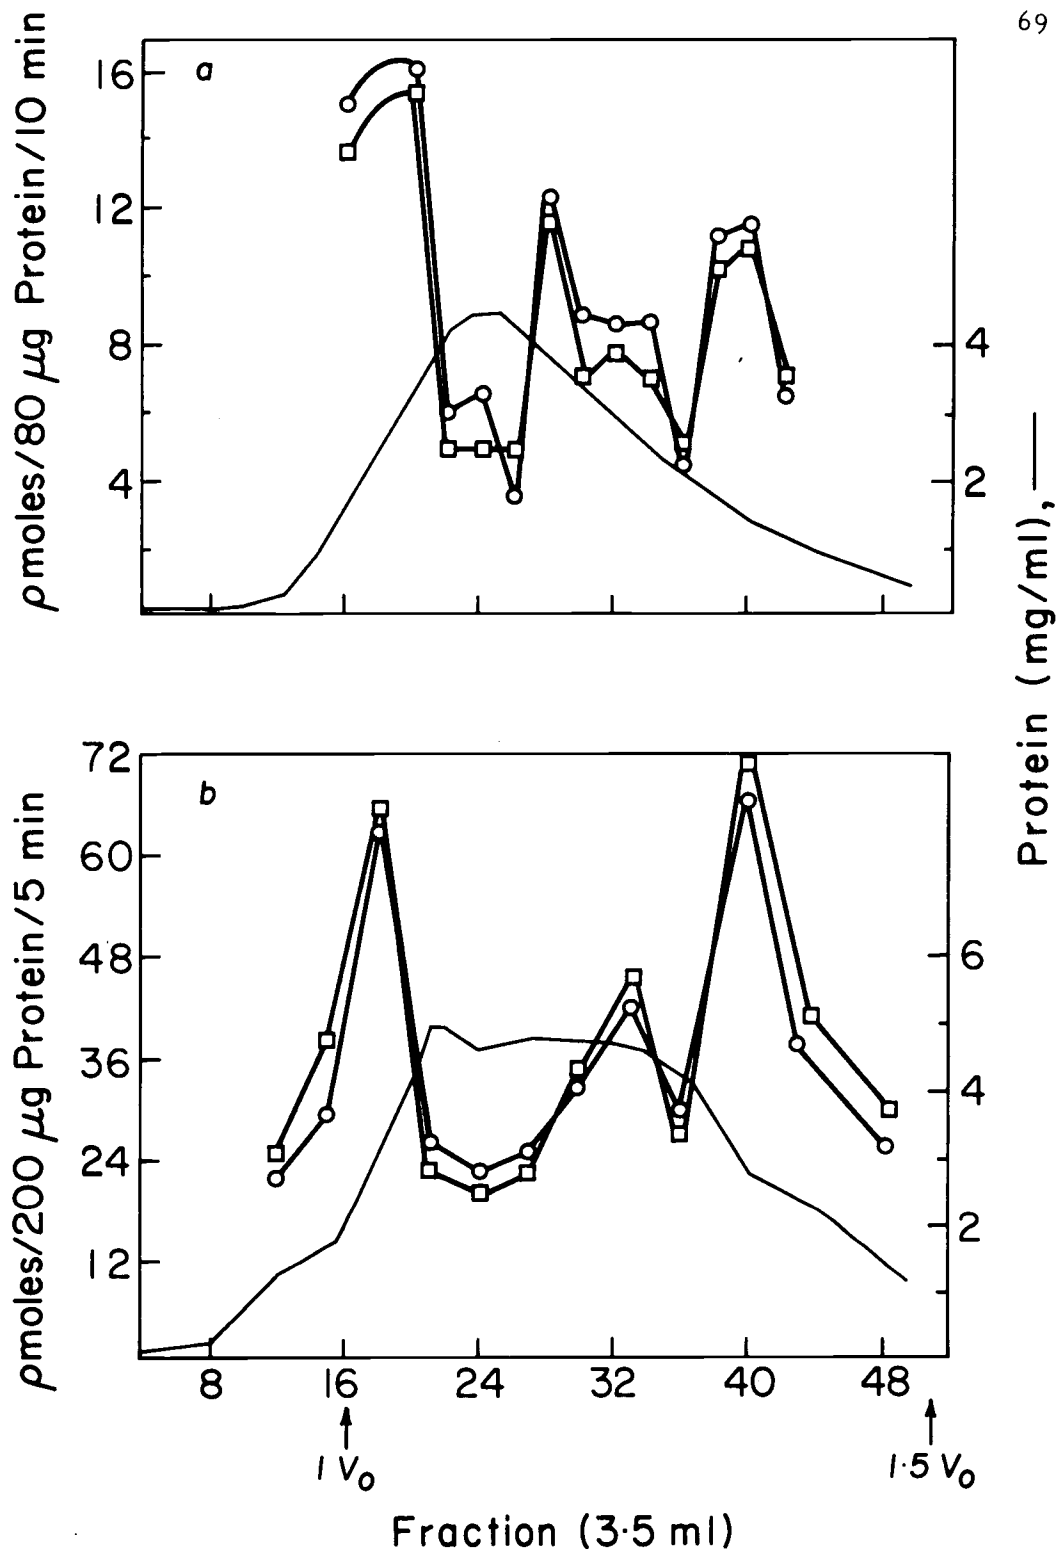 69
a
16
12
8
4
4
2
ρmoles/80 μg Protein/10 min
b
72
60
48
36
24
12
6
4
2
ρmoles/200 μg Protein/5 min
Protein (mg/ml), —
8 16 24 32 40 48
1 V₀ 1·5 V₀
Fraction (3·5 ml)